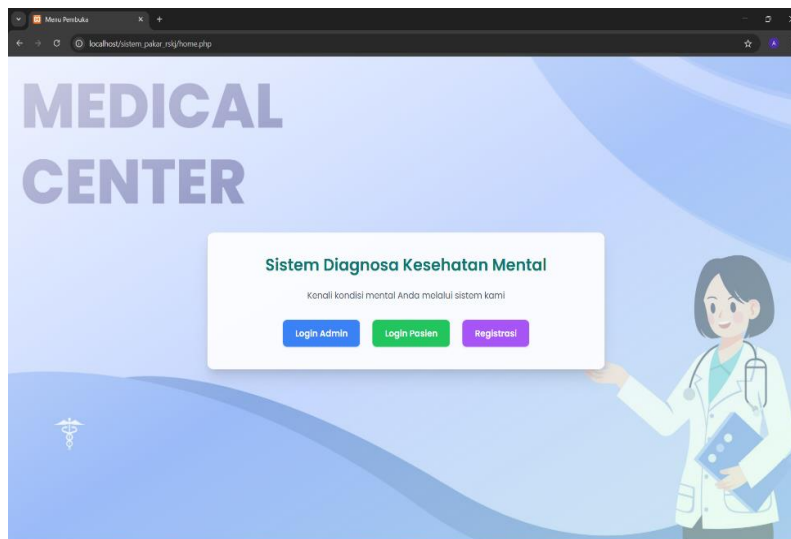 Menu Pembuka
localhost/sistem_pakar_rskj/home.php
A
MEDICAL
CENTER
Sistem Diagnosa Kesehatan Mental
Kenali kondisi mental Anda melalui sistem kami
Login Admin
Login Pasien
Registrasi